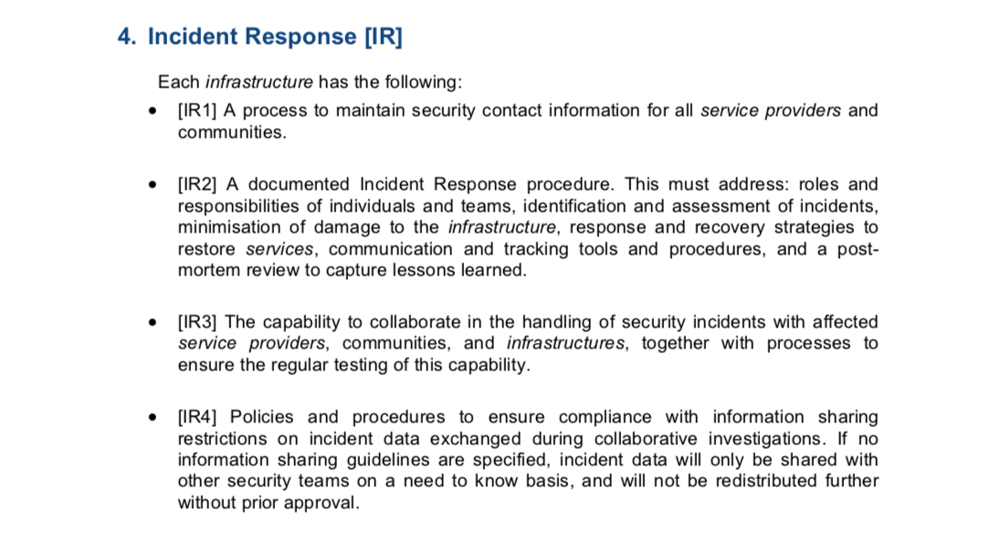 4. Incident Response [IR]
Each infrastructure has the following:
• [IR1] A process to maintain security contact information for all service providers and
communities.
• [IR2] A documented Incident Response procedure. This must address: roles and
responsibilities of individuals and teams, identification and assessment of incidents,
minimisation of damage to the infrastructure, response and recovery strategies to
restore services, communication and tracking tools and procedures, and a post-
mortem review to capture lessons learned.
• [IR3] The capability to collaborate in the handling of security incidents with affected
service providers, communities, and infrastructures, together with processes to
ensure the regular testing of this capability.
• [IR4] Policies and procedures to ensure compliance with information sharing
restrictions on incident data exchanged during collaborative investigations. If no
information sharing guidelines are specified, incident data will only be shared with
other security teams on a need to know basis, and will not be redistributed further
without prior approval.